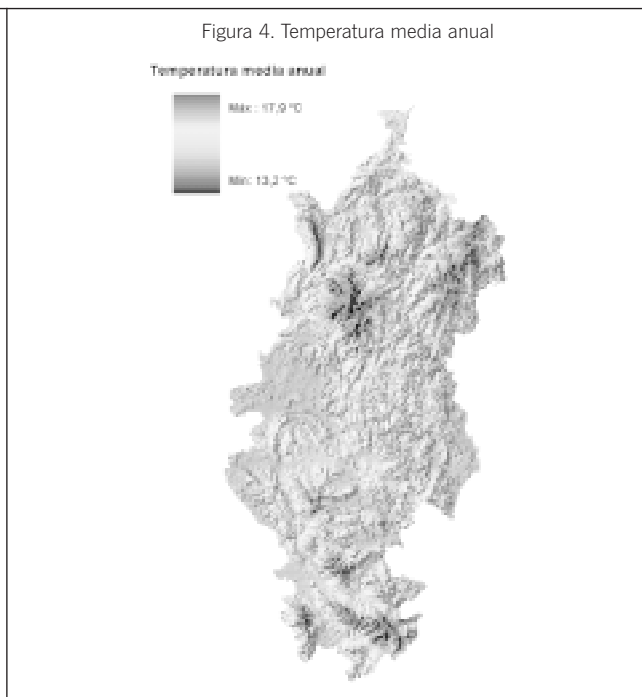 Figura 4. Temperatura media anual
Temperatura media anual
Máx : 17,9 °C
Mín: 13,2 °C